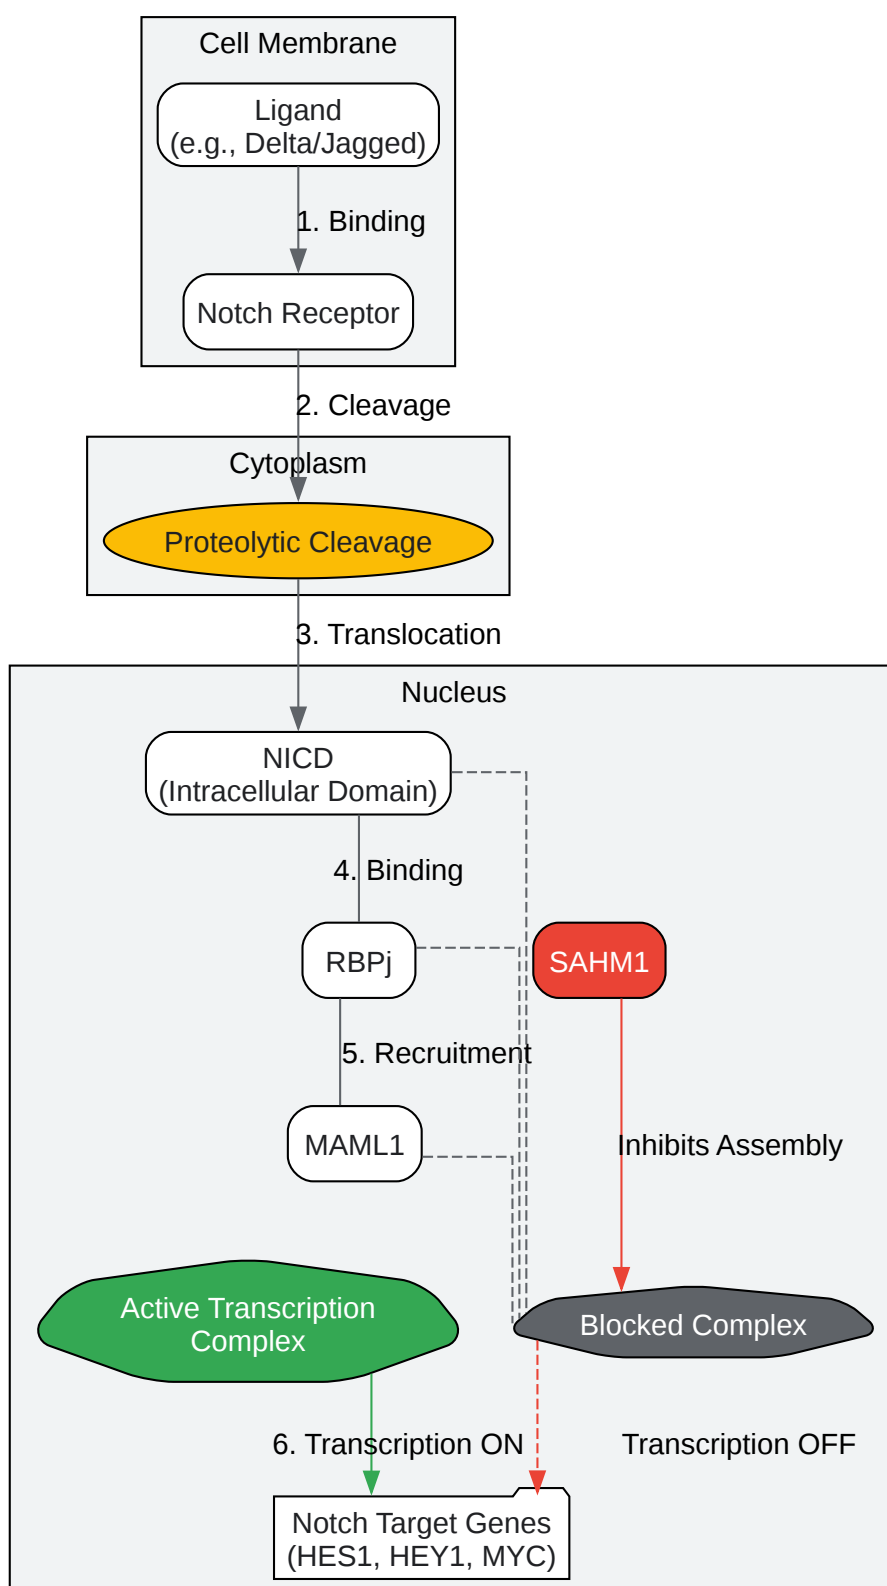 Cell Membrane
Ligand
(e.g., Delta/Jagged)
1. Binding
Notch Receptor
2. Cleavage
Cytoplasm
Proteolytic Cleavage
3. Translocation
Nucleus
NICD
(Intracellular Domain)
4. Binding
RBPj
SAHM1
5. Recruitment
MAML1
Inhibits Assembly
Active Transcription
Complex
Blocked Complex
6. Transcription ON
Transcription OFF
Notch Target Genes
(HES1, HEY1, MYC)